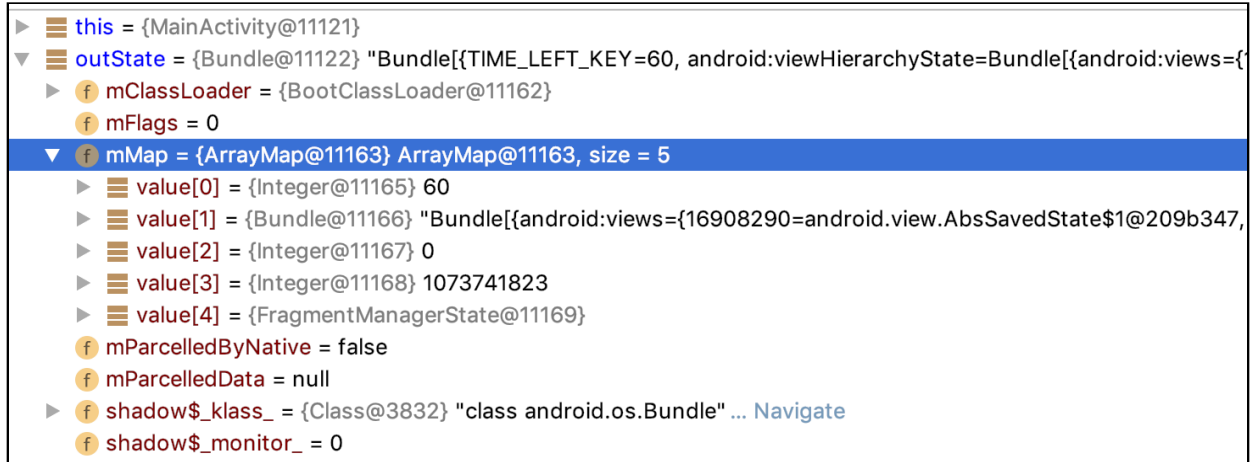 this = {MainActivity@11121}
outState = {Bundle@11122} "Bundle[{TIME_LEFT_KEY=60, android:viewHierarchyState=Bundle[{android:views={
f mClassLoader = {BootClassLoader@11162}
f mFlags = 0
f mMap = {ArrayMap@11163} ArrayMap@11163, size = 5
value[0] = {Integer@11165} 60
value[1] = {Bundle@11166} "Bundle[{android:views={16908290=android.view.AbsSavedState$1@209b347,
value[2] = {Integer@11167} 0
value[3] = {Integer@11168} 1073741823
value[4] = {FragmentManagerState@11169}
f mParcelledByNative = false
f mParcelledData = null
f shadow$_klass_ = {Class@3832} "class android.os.Bundle" ... Navigate
f shadow$_monitor_ = 0